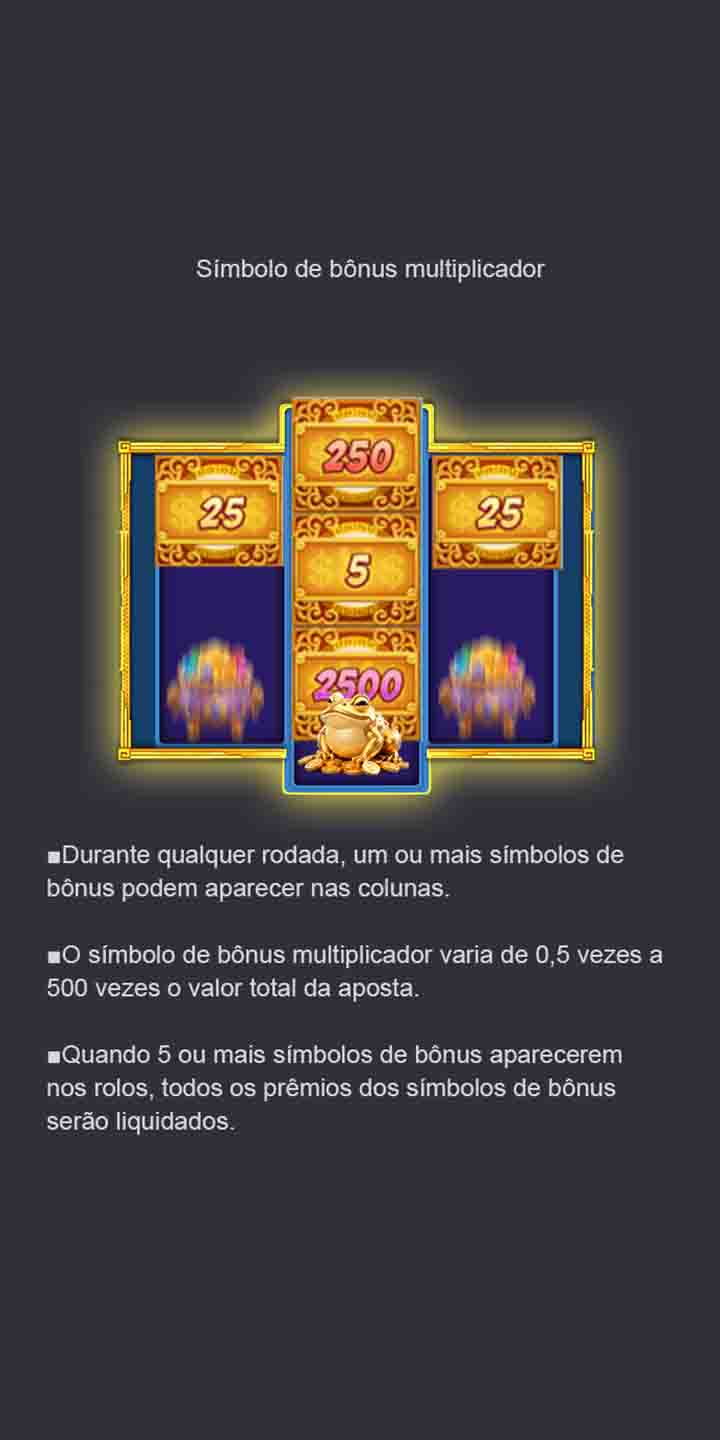 Símbolo de bônus multiplicador
250
25
25
5
2500
■Durante qualquer rodada, um ou mais símbolos de
bônus podem aparecer nas colunas.
■O símbolo de bônus multiplicador varia de 0,5 vezes a
500 vezes o valor total da aposta.
■Quando 5 ou mais símbolos de bônus aparecerem
nos rolos, todos os prêmios dos símbolos de bônus
serão liquidados.